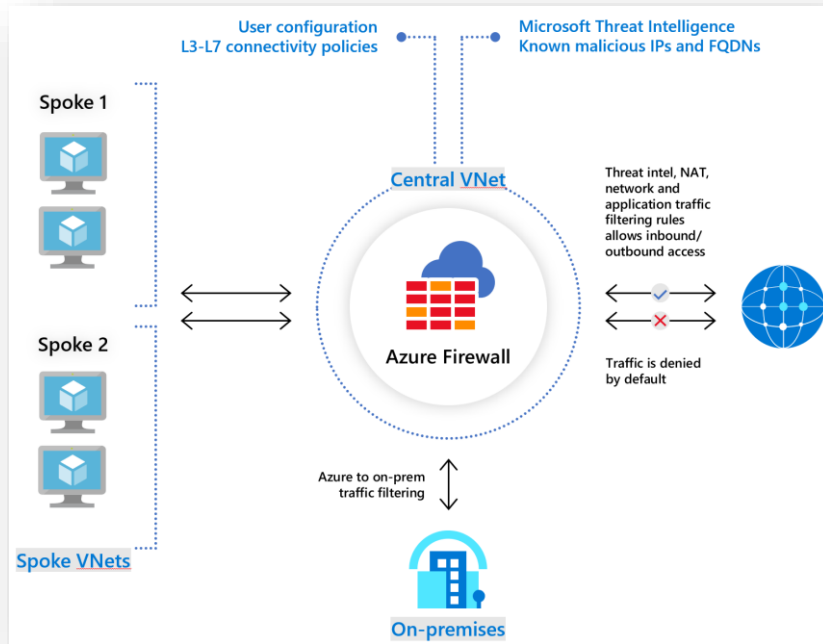 User configuration
L3-L7 connectivity policies
Microsoft Threat Intelligence
Known malicious IPs and FQDNs
Spoke 1
Central VNet
Threat intel, NAT,
network and
application traffic
filtering rules
allows inbound/
outbound access
Spoke 2
Azure Firewall
Traffic is denied
by default
Azure to on-prem
traffic filtering
Spoke VNets
On-premises